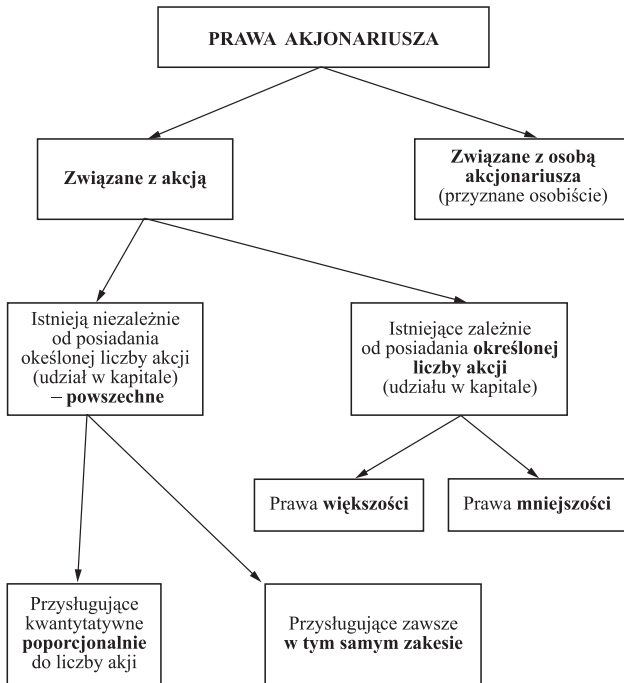 PRAWA AKJONARIUSZA
Związane z akcją
Związane z osobą
akcjonariusza
(przyznane osobiście)
Istnieją niezależnie
od posiadania
okeślonej liczby akcji
(udział w kapitale)
– powszechne
Istniejące zależnie
od posiadania określonej
liczby akcji
(udziału w kapitale)
Prawa większości
Prawa mniejszości
Przysługujące
kwantytatywne
poporcjonalnie
do liczby akji
Przysługujące zawsze
w tym samym zakesie